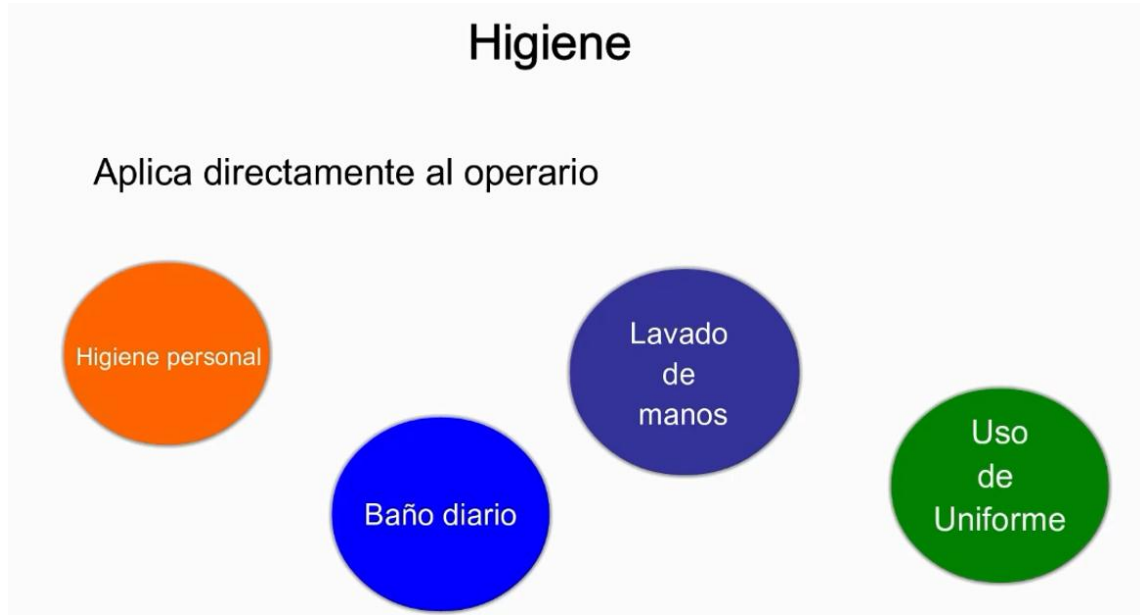 Higiene
Aplica directamente al operario
Higiene personal
Baño diario
Lavado
de
manos
Uso
de
Uniforme